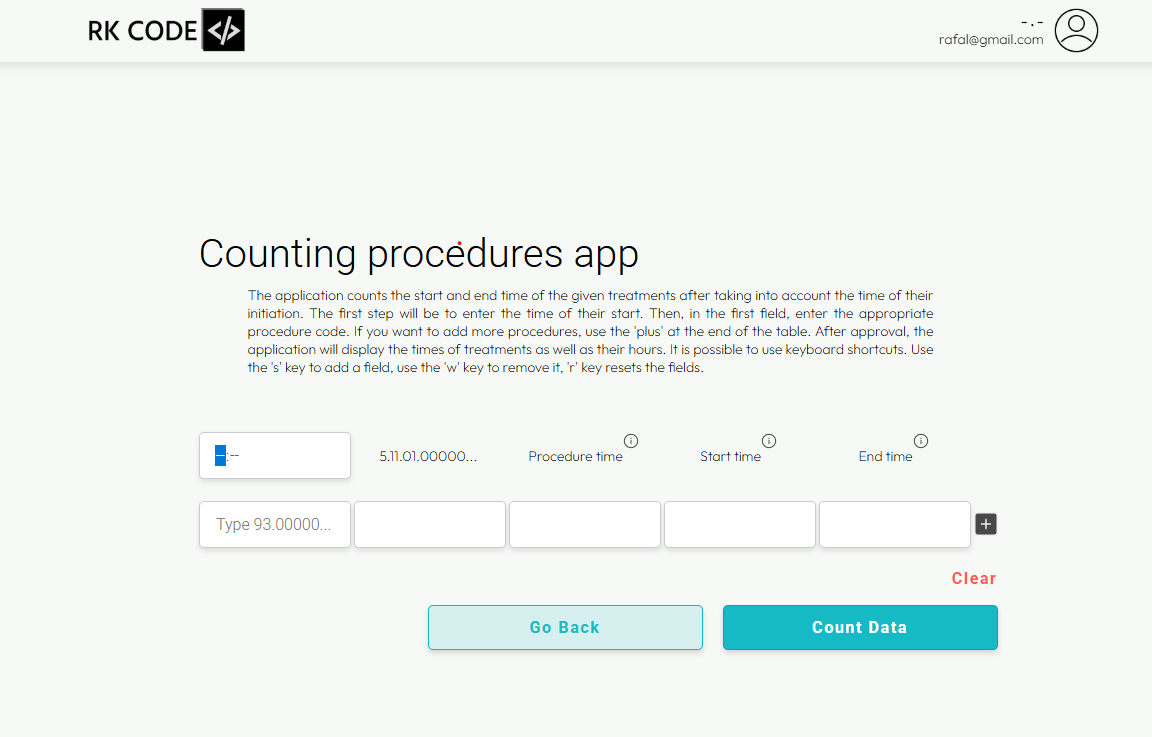 RK CODE </>
- . -
rafal@gmail.com
Counting procedures app
The application counts the start and end time of the given treatments after taking into account the time of their
initiation. The first step will be to enter the time of their start. Then, in the first field, enter the appropriate
procedure code. If you want to add more procedures, use the 'plus' at the end of the table. After approval, the
application will display the times of treatments as well as their hours. It is possible to use keyboard shortcuts. Use
the 's' key to add a field, use the 'w' key to remove it, 'r' key resets the fields.
--:-- 5.11.01.00000... Procedure time Start time End time
Type 93.00000...
Clear
Go Back Count Data